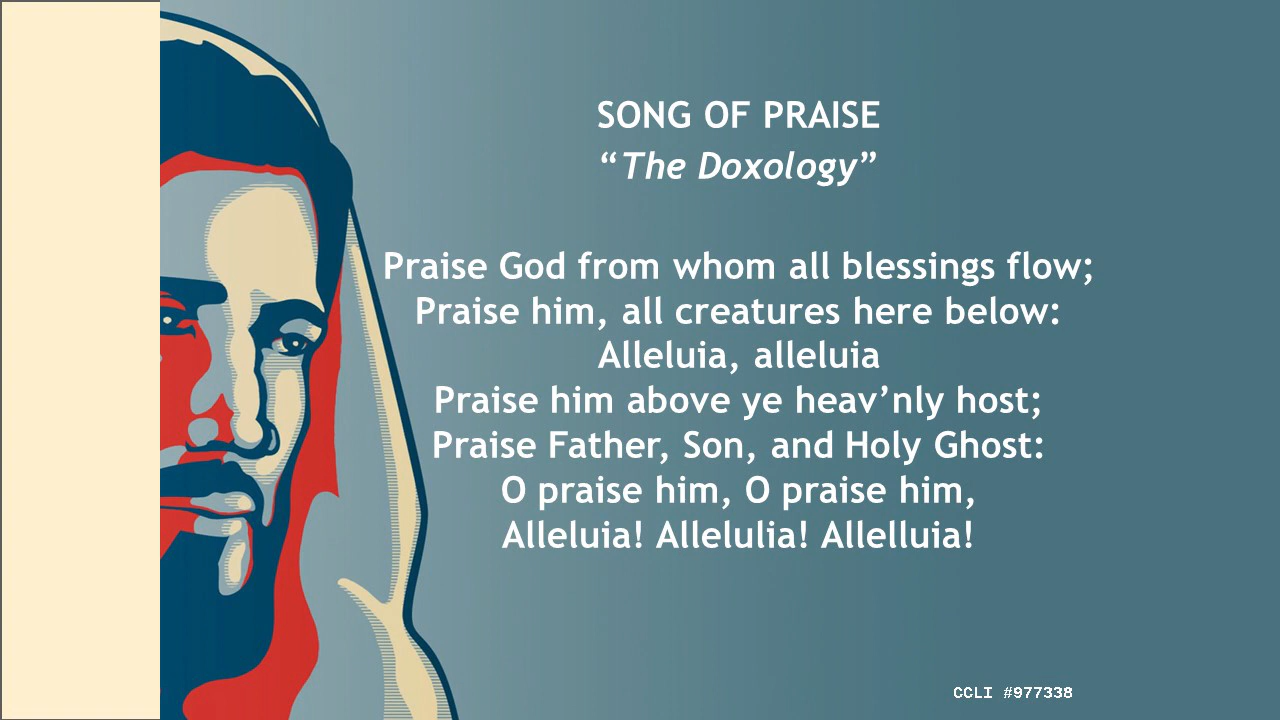 SONG OF PRAISE
“The Doxology”
Praise God from whom all blessings flow;
Praise him, all creatures here below:
Alleluia, alleluia
Praise him above ye heav’nly host;
Praise Father, Son, and Holy Ghost:
O praise him, O praise him,
Alleluia! Allelulia! Allelluia!
CCLI #977338